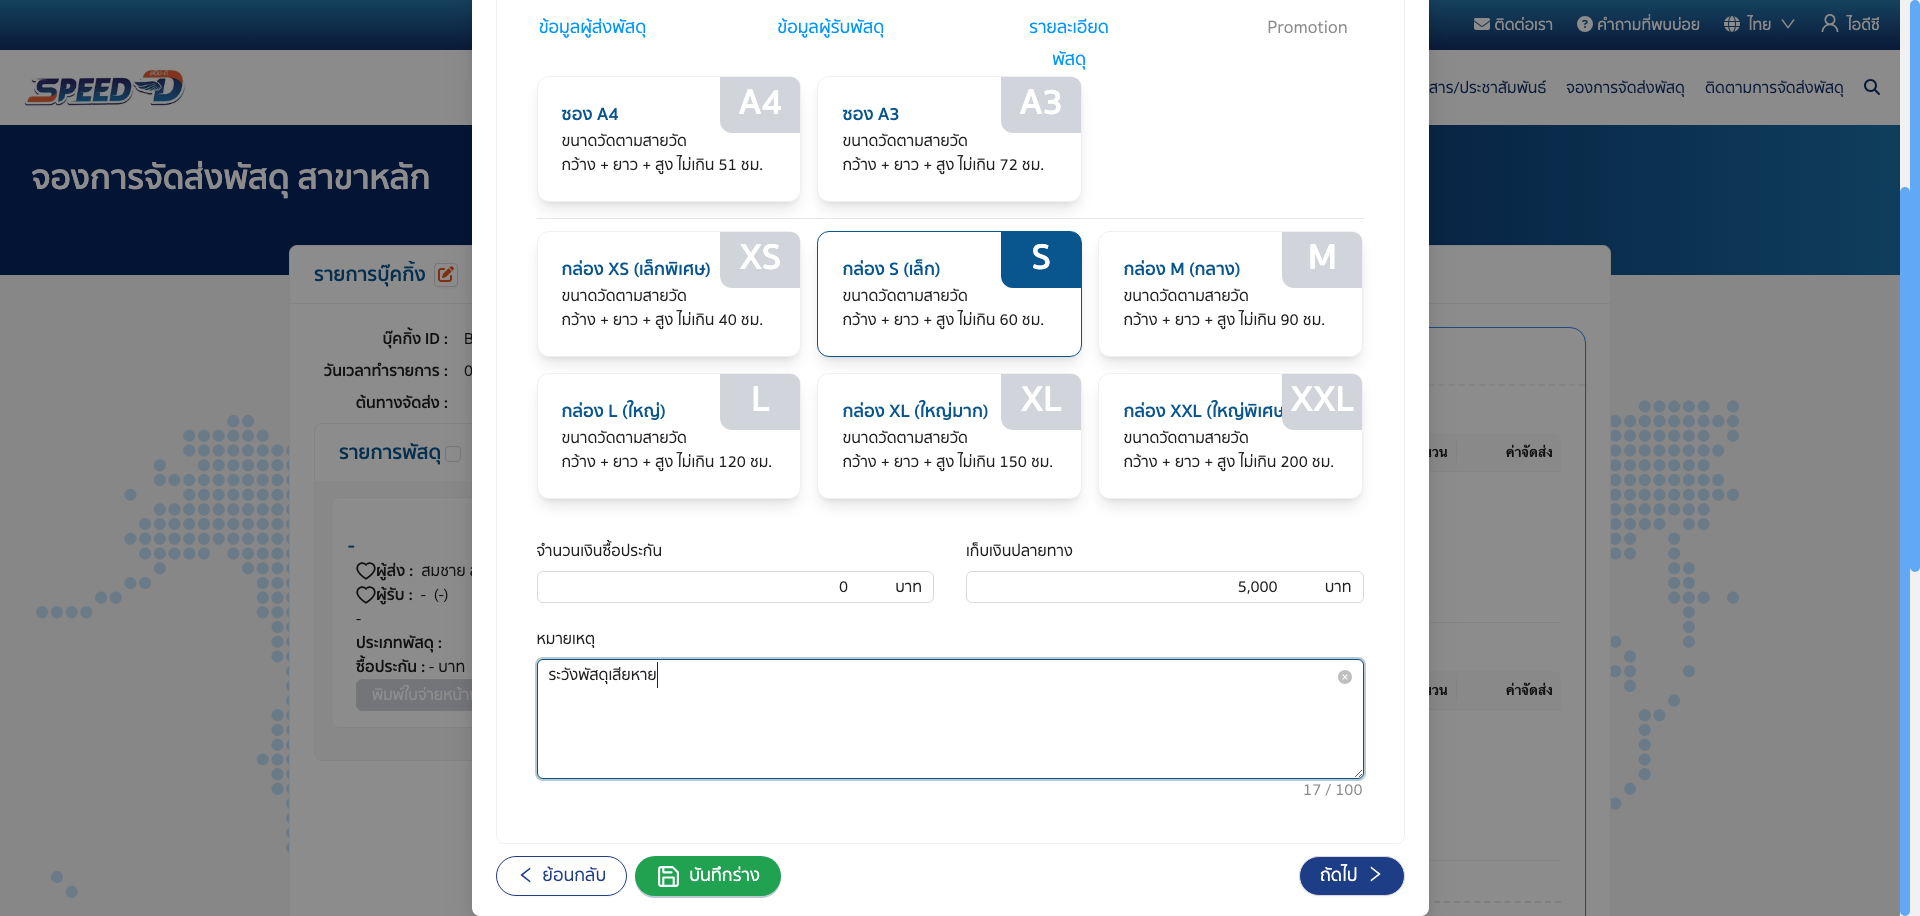 ติดต่อเรา
คำถามที่พบบ่อย
ไทย
ไอดีซี
SPEED-D
สาร/ประชาสัมพันธ์
จองการจัดส่งพัสดุ
ติดตามการจัดส่งพัสดุ
จองการจัดส่งพัสดุ สาขาหลัก
รายการบุ๊คกิ้ง
บุ๊คกิ้ง ID :
วันเวลาทำรายการ : 0
ต้นทางจัดส่ง :
รายการพัสดุ
-
ผู้ส่ง : สมชาย
ผู้รับ : - (-)
-
ประเภทพัสดุ :
ซื้อประกัน : - บาท
พิมพ์ใบจ่ายหน้า
ข้อมูลผู้ส่งพัสดุ
ข้อมูลผู้รับพัสดุ
รายละเอียด
พัสดุ
Promotion
ซอง A4
A4
ขนาดวัดตามสายวัด
กว้าง + ยาว + สูง ไม่เกิน 51 ซม.
ซอง A3
A3
ขนาดวัดตามสายวัด
กว้าง + ยาว + สูง ไม่เกิน 72 ซม.
กล่อง XS (เล็กพิเศษ)
XS
ขนาดวัดตามสายวัด
กว้าง + ยาว + สูง ไม่เกิน 40 ซม.
กล่อง S (เล็ก)
S
ขนาดวัดตามสายวัด
กว้าง + ยาว + สูง ไม่เกิน 60 ซม.
กล่อง M (กลาง)
M
ขนาดวัดตามสายวัด
กว้าง + ยาว + สูง ไม่เกิน 90 ซม.
กล่อง L (ใหญ่)
L
ขนาดวัดตามสายวัด
กว้าง + ยาว + สูง ไม่เกิน 120 ซม.
กล่อง XL (ใหญ่มาก)
XL
ขนาดวัดตามสายวัด
กว้าง + ยาว + สูง ไม่เกิน 150 ซม.
กล่อง XXL (ใหญ่พิเศษ
XXL
ขนาดวัดตามสายวัด
กว้าง + ยาว + สูง ไม่เกิน 200 ซม.
จำนวนเงินซื้อประกัน
0 บาท
เก็บเงินปลายทาง
5,000 บาท
หมายเหตุ
ระวังพัสดุเสียหาย
17 / 100
ย้อนกลับ
บันทึกร่าง
ถัดไป
ค่าจัดส่ง
ค่าจัดส่ง